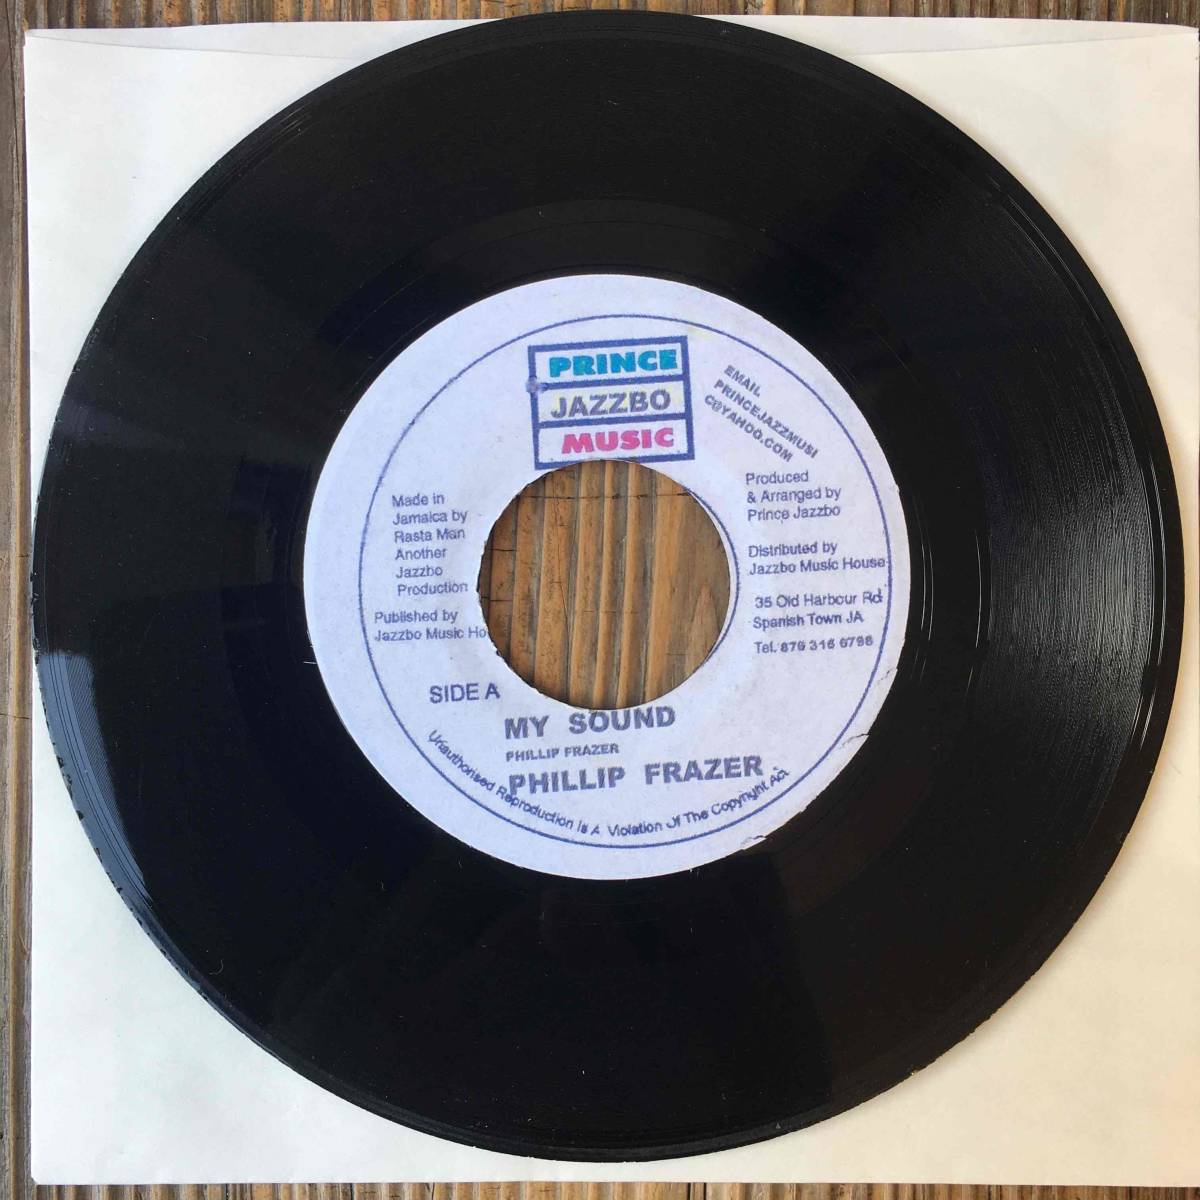 PRINCE
JAZZBO
MUSIC
EMAIL
PRINCEJAZZMUSI
C@YAHOO.COM
Made in
Jamaica by
Rasta Man
Another
Jazzbo
Production
Published by
Jazzbo Music Ho
Produced
& Arranged by
Prince Jazzbo
Distributed by
Jazzbo Music House
35 Old Harbour Rd
Spanish Town JA
Tel. 876 316 6798
SIDE A
MY SOUND
PHILLIP FRAZER
PHILLIP FRAZER
Unauthorised Reproduction Is A Violation Of The Copyright Act